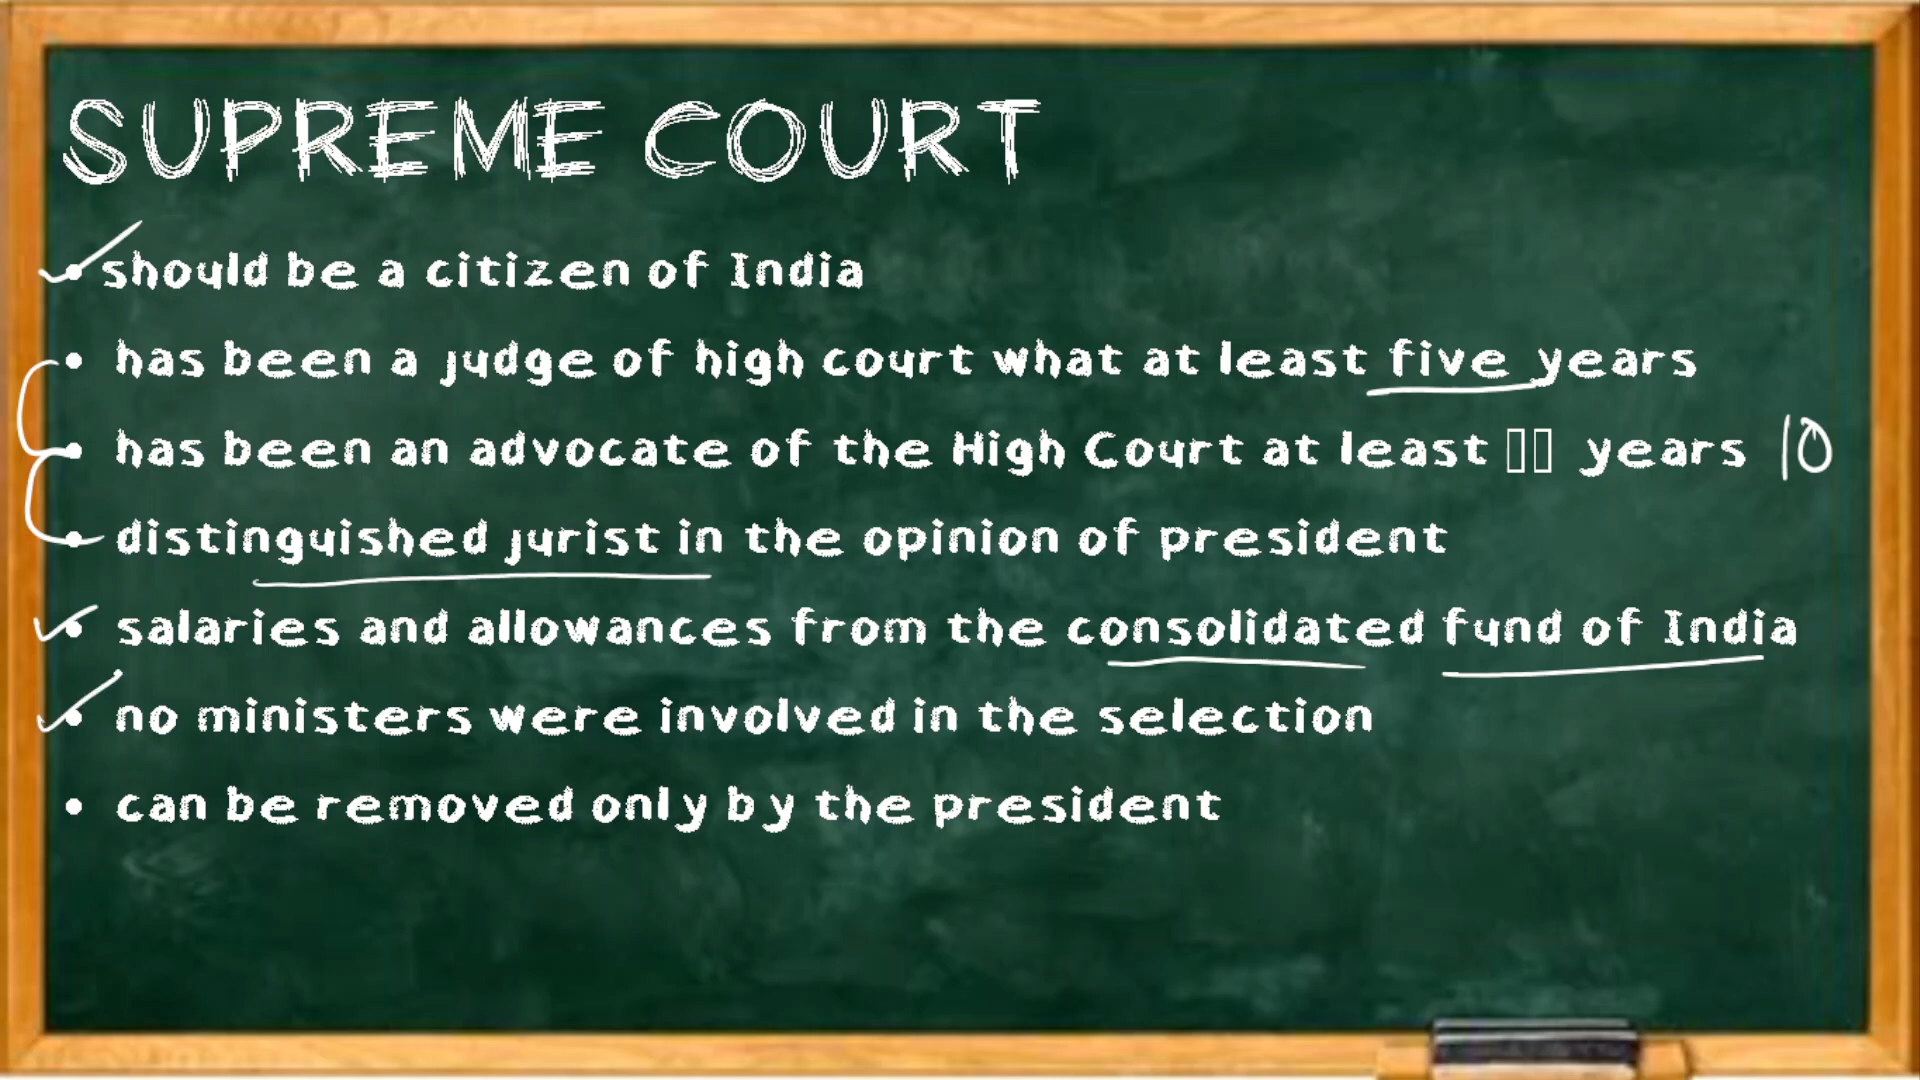 SUPREME COURT
• should be a citizen of India
• has been a judge of high court what at least five years
• has been an advocate of the High Court at least ▯▯ years 10
• distinguished jurist in the opinion of president
• salaries and allowances from the consolidated fund of India
• no ministers were involved in the selection
• can be removed only by the president